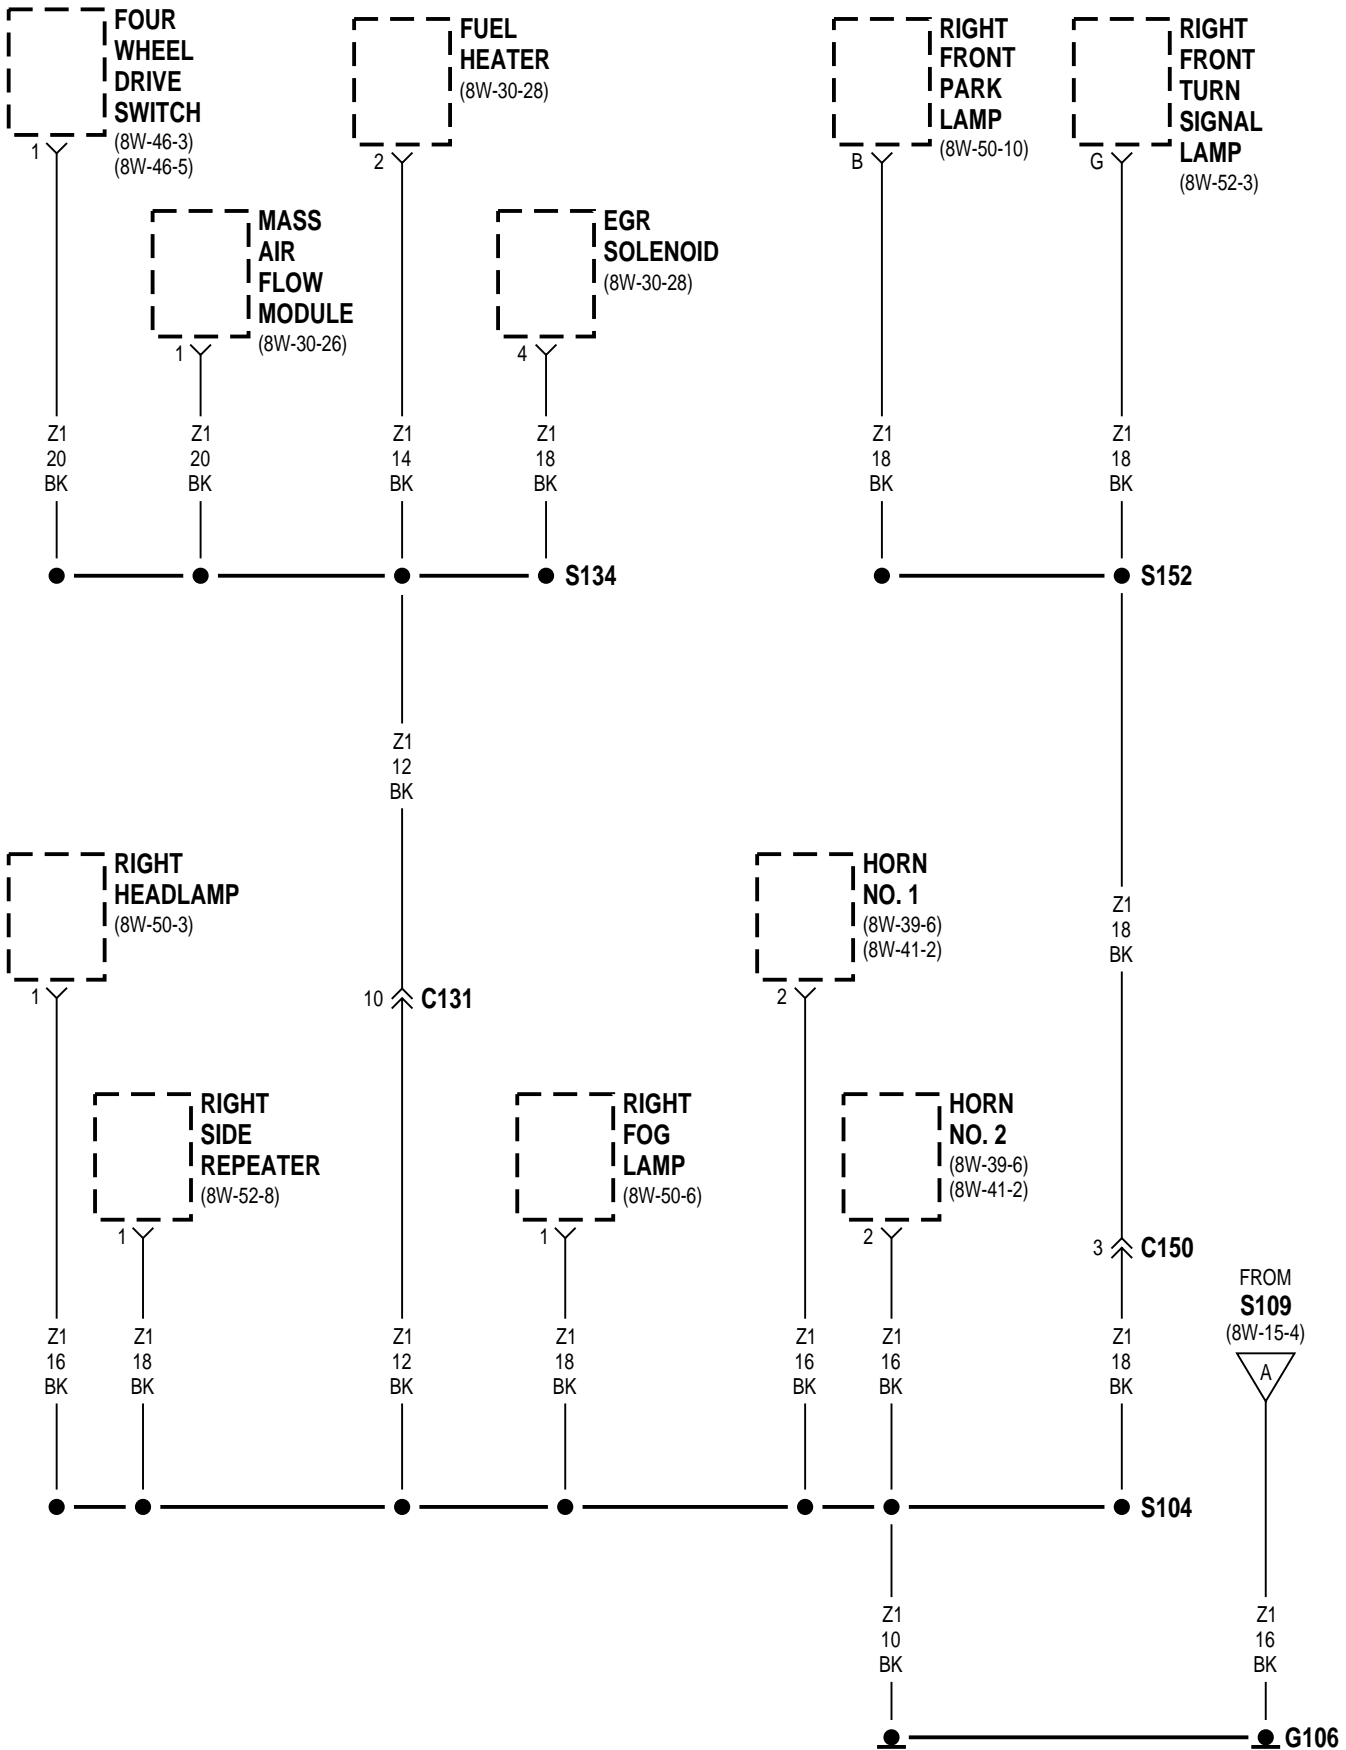 FOUR
WHEEL
DRIVE
SWITCH
(8W-46-3)
(8W-46-5)
1
FUEL
HEATER
(8W-30-28)
2
RIGHT
FRONT
PARK
LAMP
(8W-50-10)
B
RIGHT
FRONT
TURN
SIGNAL
LAMP
(8W-52-3)
G
MASS
AIR
FLOW
MODULE
(8W-30-26)
1
EGR
SOLENOID
(8W-30-28)
4
Z1
20
BK
Z1
20
BK
Z1
14
BK
Z1
18
BK
Z1
18
BK
Z1
18
BK
S134
S152
Z1
12
BK
RIGHT
HEADLAMP
(8W-50-3)
1
HORN
NO. 1
(8W-39-6)
(8W-41-2)
2
Z1
18
BK
10
C131
RIGHT
SIDE
REPEATER
(8W-52-8)
1
RIGHT
FOG
LAMP
(8W-50-6)
1
HORN
NO. 2
(8W-39-6)
(8W-41-2)
2
3
C150
FROM
S109
(8W-15-4)
A
Z1
16
BK
Z1
18
BK
Z1
12
BK
Z1
18
BK
Z1
16
BK
Z1
16
BK
Z1
18
BK
S104
Z1
10
BK
Z1
16
BK
G106